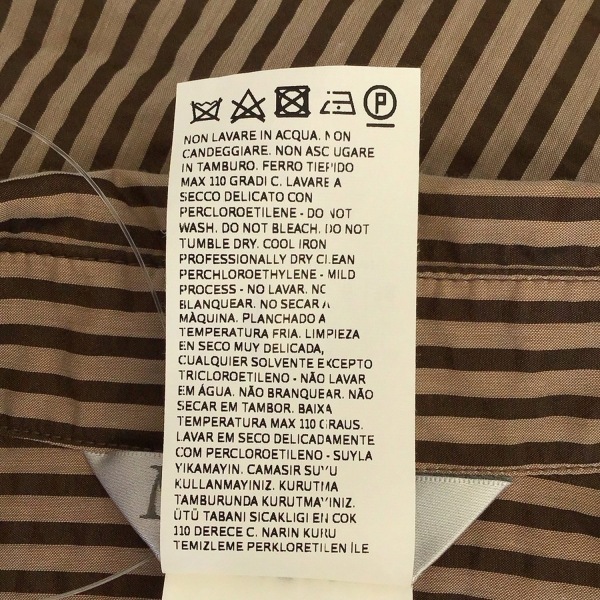 P
NON LAVARE IN ACQUA. NON
CANDEGGIARE. NON ASCIUGARE
IN TAMBURO. FERRO TIEPIDO
MAX 110 GRADI C. LAVARE A
SECCO DELICATO CON
PERCLOROETILENE - DO NOT
WASH. DO NOT BLEACH. DO NOT
TUMBLE DRY. COOL IRON
PROFESSIONALLY DRY CLEAN
PERCHLOROETHYLENE - MILD
PROCESS - NO LAVAR. NO
BLANQUEAR. NO SECAR A
MÀQUINA. PLANCHADO A
TEMPERATURA FRIA. LIMPIEZA
EN SECO MUY DELICADA,
CUALQUIER SOLVENTE EXCEPTO
TRICLOROETILENO - NÃO LAVAR
EM ÁGUA. NÃO BRANQUEAR. NÃO
SECAR EM TAMBOR. BAIXA
TEMPERATURA MAX 110 GRAUS.
LAVAR EM SECO DELICADAMENTE
COM PERCLOROETILENO - SUYLA
YIKAMAYIN. CAMASIR SUYU
KULLANMAYINIZ. KURUTMA
TAMBURUNDA KURUTMAYINIZ.
ÜTÜ TABANI SICAKLIGI EN COK
110 DERECE C. NARIN KURU
TEMIZLEME PERKLORETILEN İLE